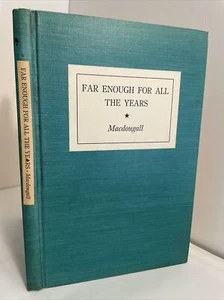 FAR ENOUGH FOR ALL THE YEARS · Macdougall
FAR ENOUGH FOR ALL
THE YEARS
★
Macdougall